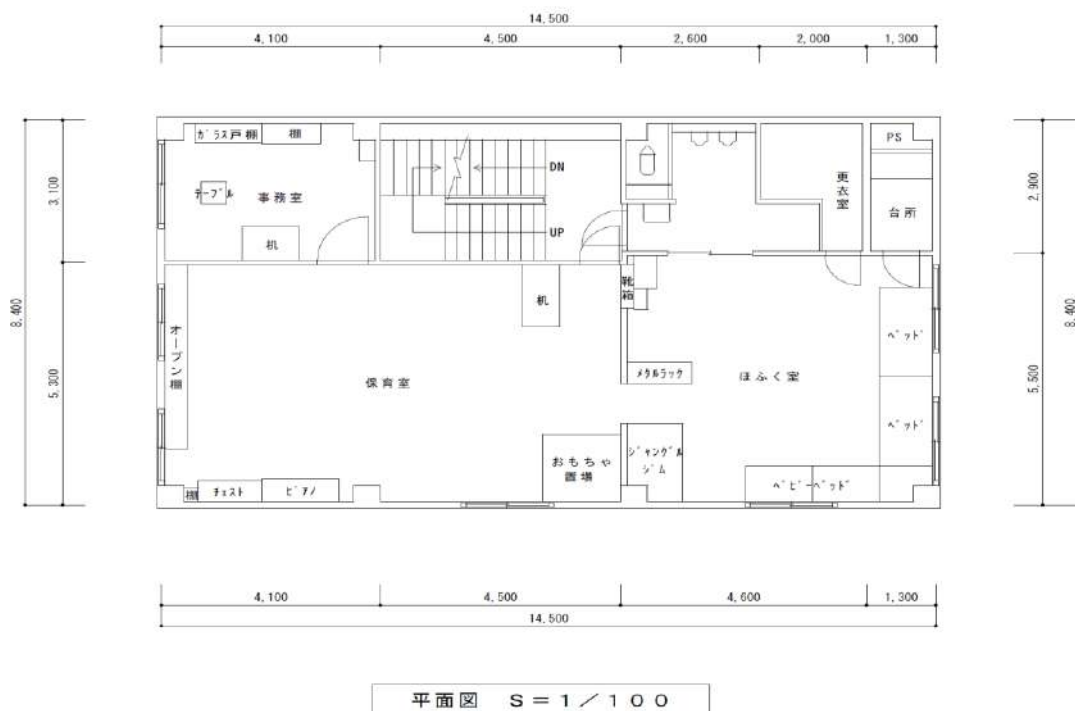 14,500
4,100
4,500
2,600
2,000
1,300
ガラス戸棚
棚
PS
DN
テーブル
事務室
更衣室
台所
机
UP
3,100
8,400
5,300
2,900
8,400
5,500
靴箱
机
オープン棚
ベッド
保育室
メタルラック
ほふく室
ベッド
おもちゃ
置場
ジャングル
ジム
棚
チェスト
ピアノ
ベビーベッド
4,100
4,500
4,600
1,300
14,500
平面図 S=1/100